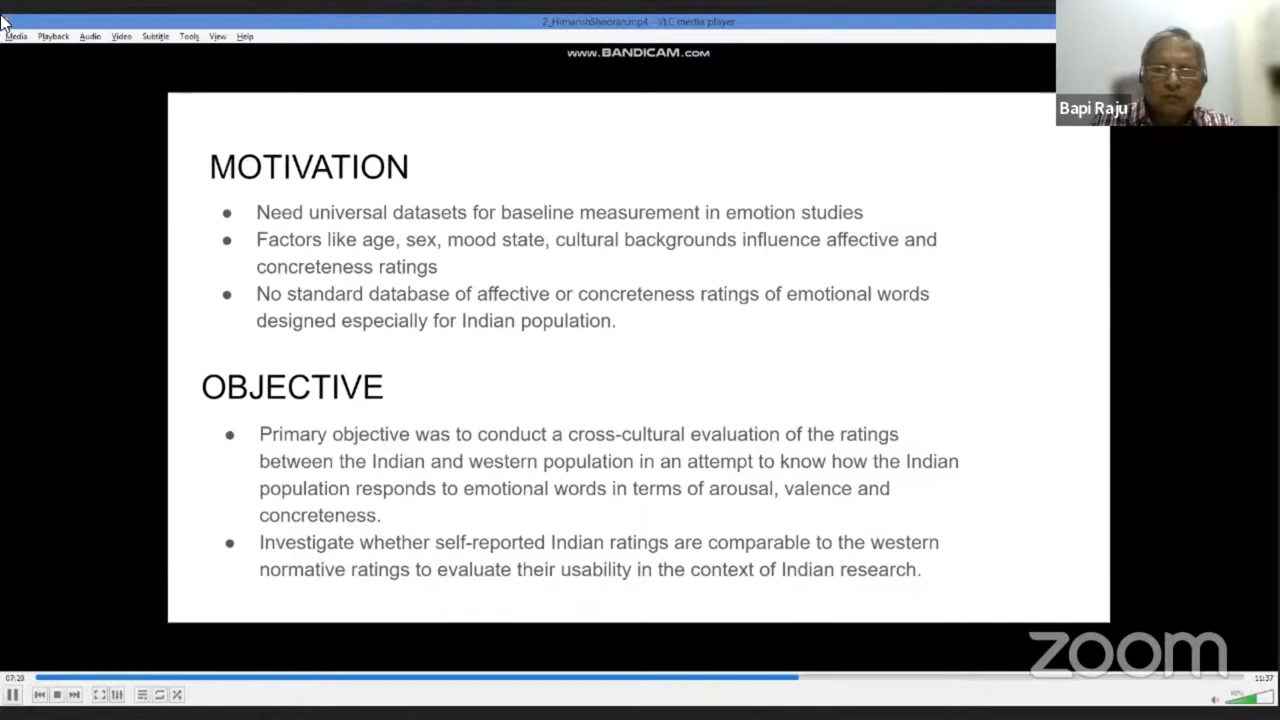 2_HimanshSheoran.mp4 - VLC media player
Media Playback Audio Video Subtitle Tools View Help
www.BANDICAM.com
Bapi Raju
MOTIVATION
● Need universal datasets for baseline measurement in emotion studies
● Factors like age, sex, mood state, cultural backgrounds influence affective and
concreteness ratings
● No standard database of affective or concreteness ratings of emotional words
designed especially for Indian population.
OBJECTIVE
● Primary objective was to conduct a cross-cultural evaluation of the ratings
between the Indian and western population in an attempt to know how the Indian
population responds to emotional words in terms of arousal, valence and
concreteness.
● Investigate whether self-reported Indian ratings are comparable to the western
normative ratings to evaluate their usability in the context of Indian research.
zoom
07:20
11:37